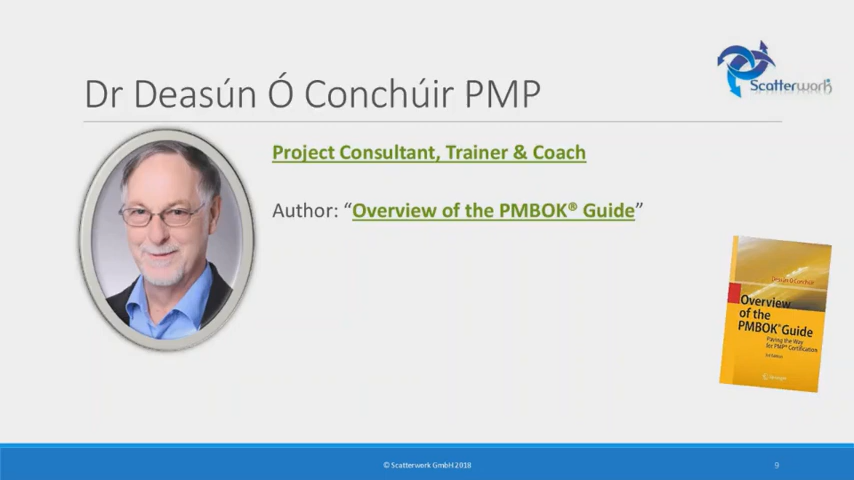 Scatterwork
Dr Deasún Ó Conchúir PMP
Project Consultant, Trainer & Coach
Author: “Overview of the PMBOK® Guide”
Deasún Ó Conchúir
Overview
of the
PMBOK® Guide
Paving the Way
for PMP® Certification
Springer
© Scatterwork GmbH 2018
9